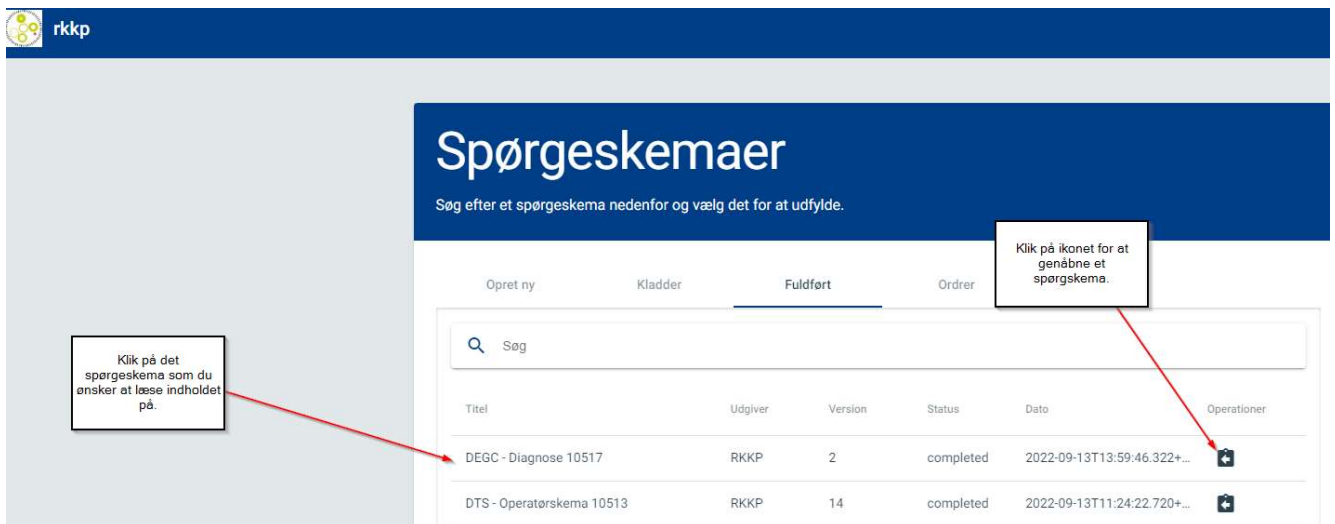 rkkp
Spørgeskemaer
Søg efter et spørgeskema nedenfor og vælg det for at udfylde.
Klik på ikonet for at
genåbne et
spørgskema.
Opret ny Kladder Fuldført Ordrer
Klik på det
spørgeskema som du
ønsker at læse indholdet
på.
Søg
Titel Udgiver Version Status Dato Operationer
DEGC - Diagnose 10517 RKKP 2 completed 2022-09-13T13:59:46.322+...
DTS - Operatørskema 10513 RKKP 14 completed 2022-09-13T11:24:22.720+...